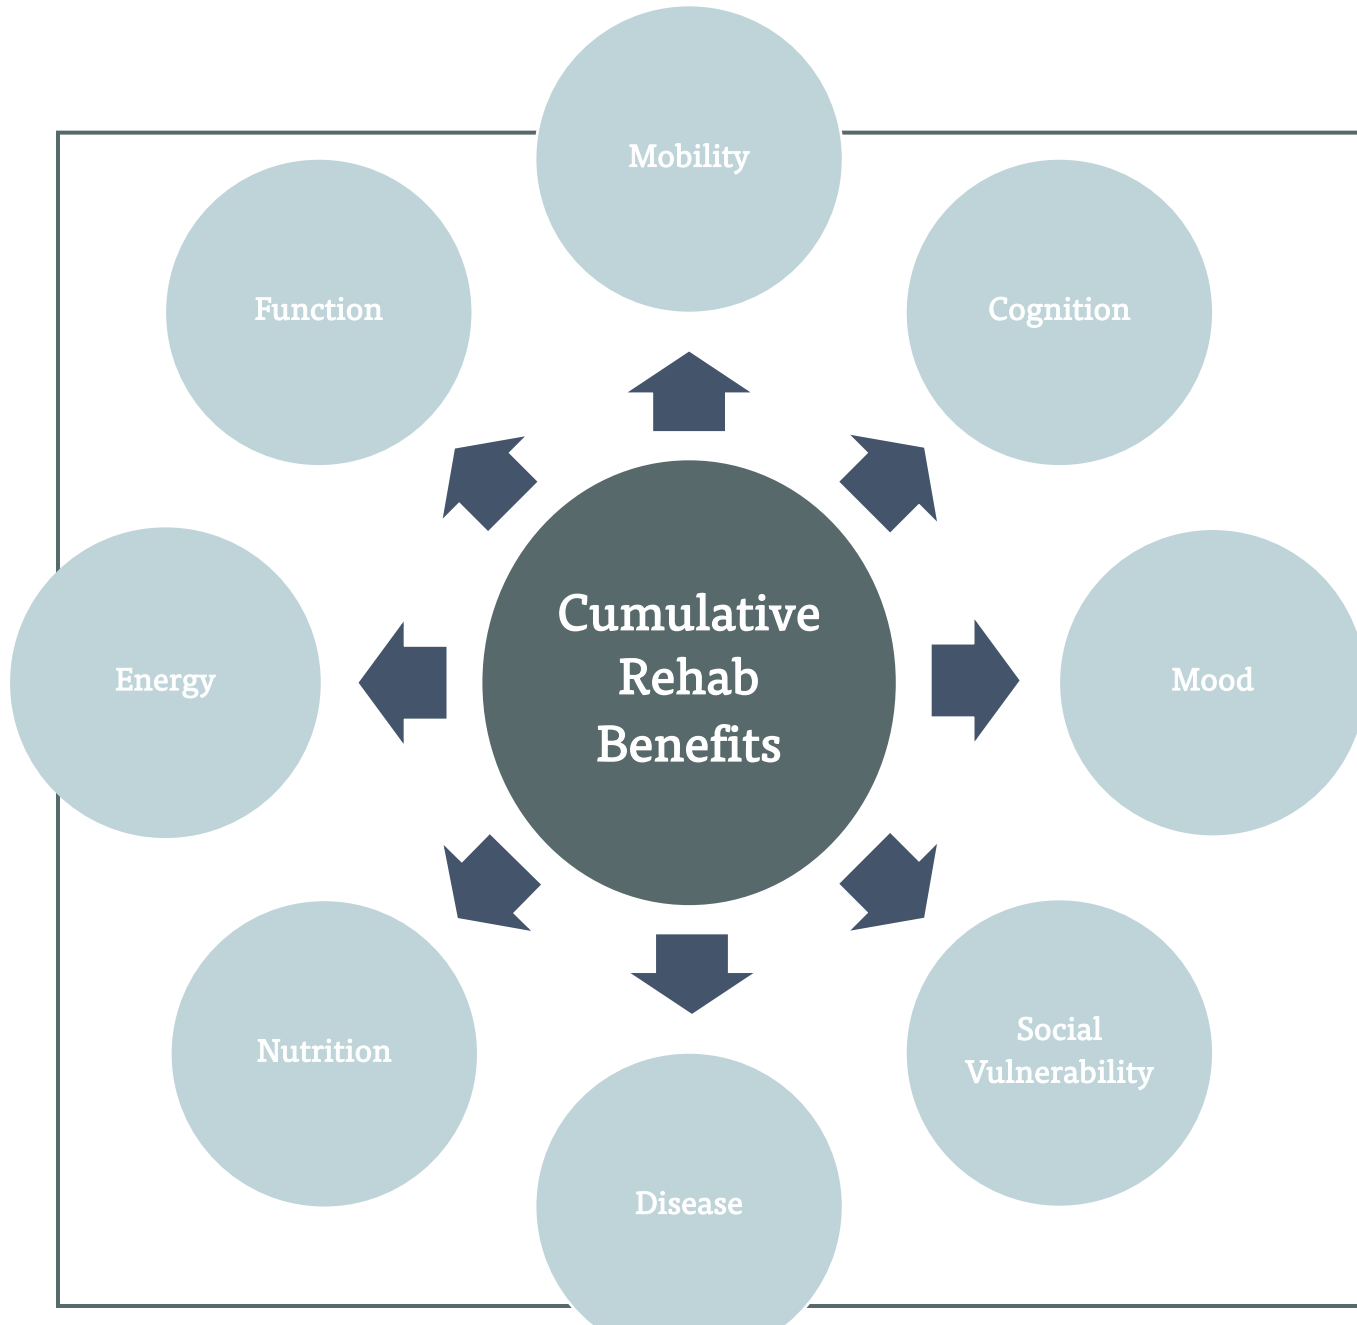 Mobility
Function
Cognition
Cumulative
Rehab
Benefits
Energy
Mood
Nutrition
Social
Vulnerability
Disease